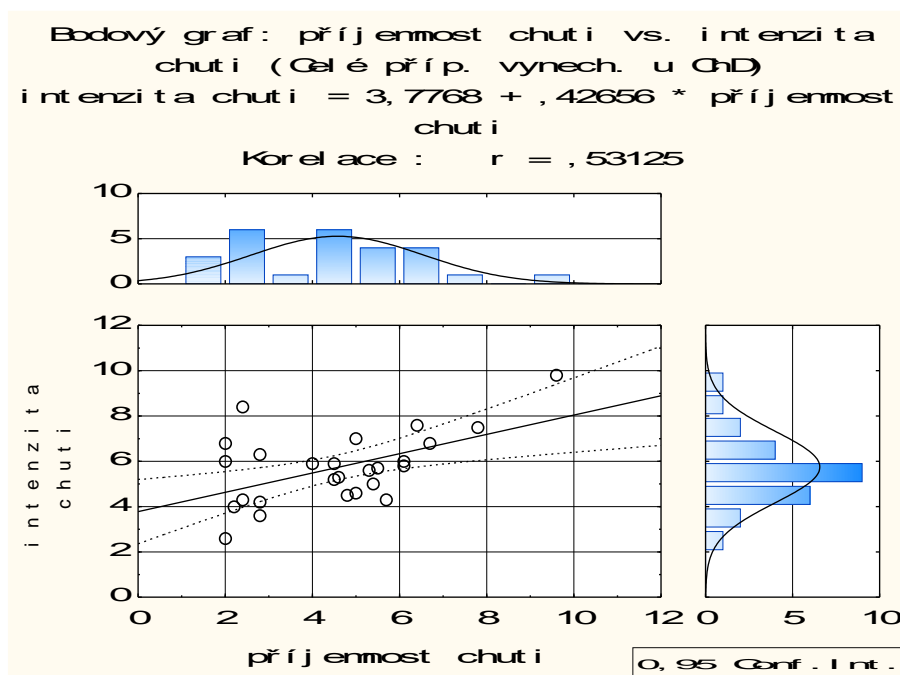 Bodový graf: příjemnost chuti vs. intenzita
chuti (Celé příp. vynech. u ChD)
intenzita chuti = 3,7768 + ,42656 * příjemnost
chuti
Korelace : r = ,53125
10
5
0
12
10
8
6
4
2
0
intenzita
chuti
0 2 4 6 8 10 12
0 5 10
příjemnost chuti
0,95 Conf.Int.